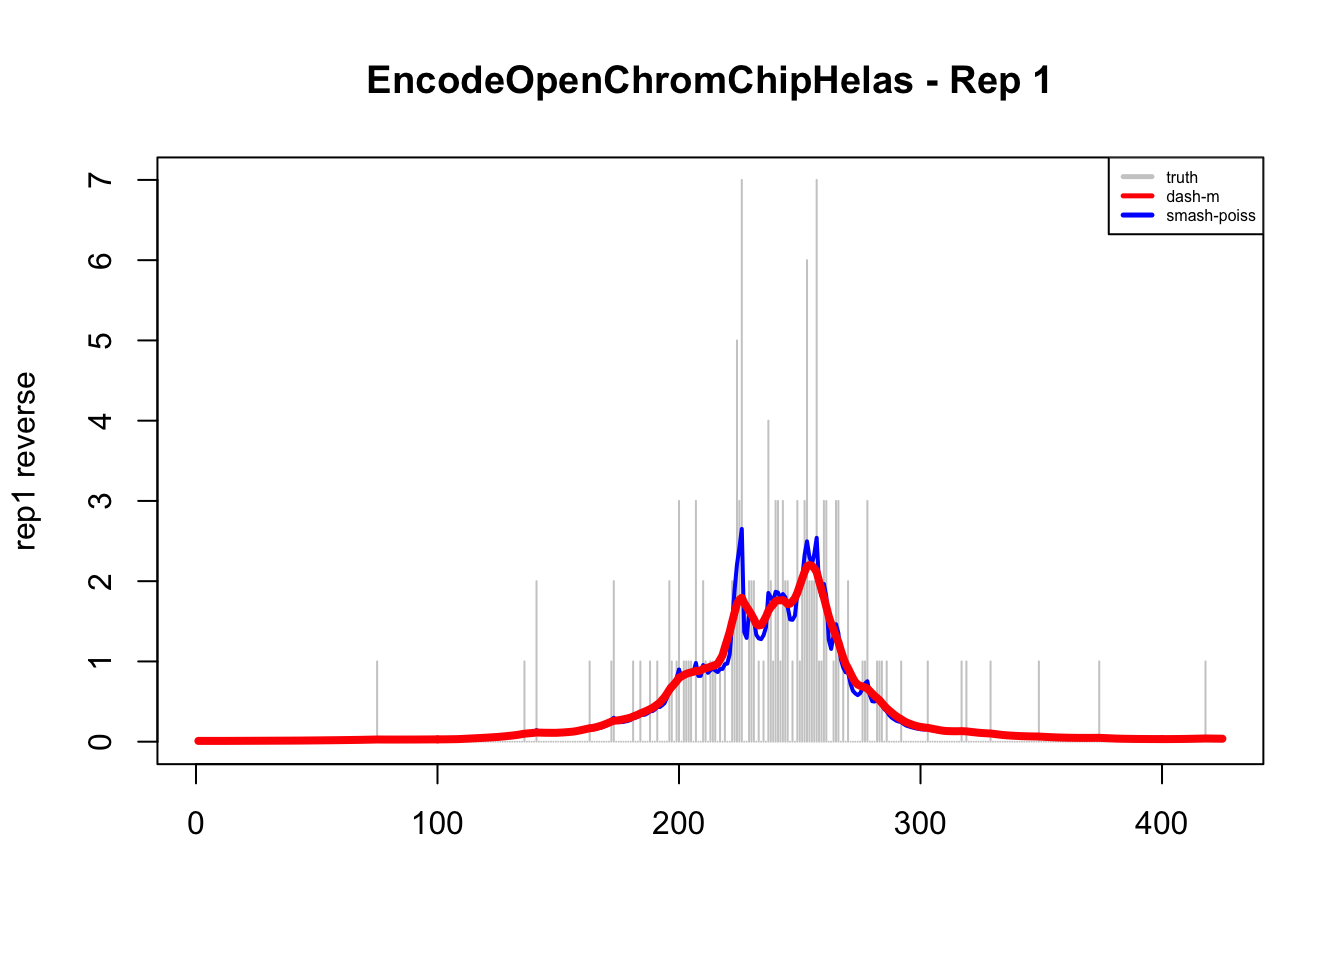 EncodeOpenChromChipHelas - Rep 1
truth
dash-m
smash-poiss
rep1 reverse
7
6
5
4
3
2
1
0
0 100 200 300 400